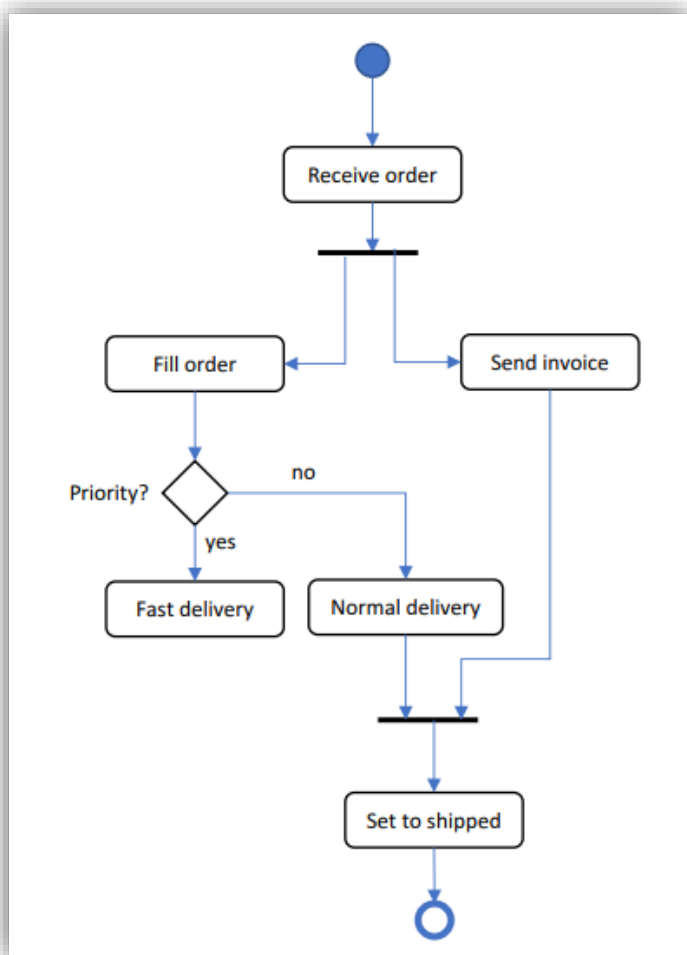 Receive order
Fill order
Send invoice
Priority?
no
yes
Fast delivery
Normal delivery
Set to shipped